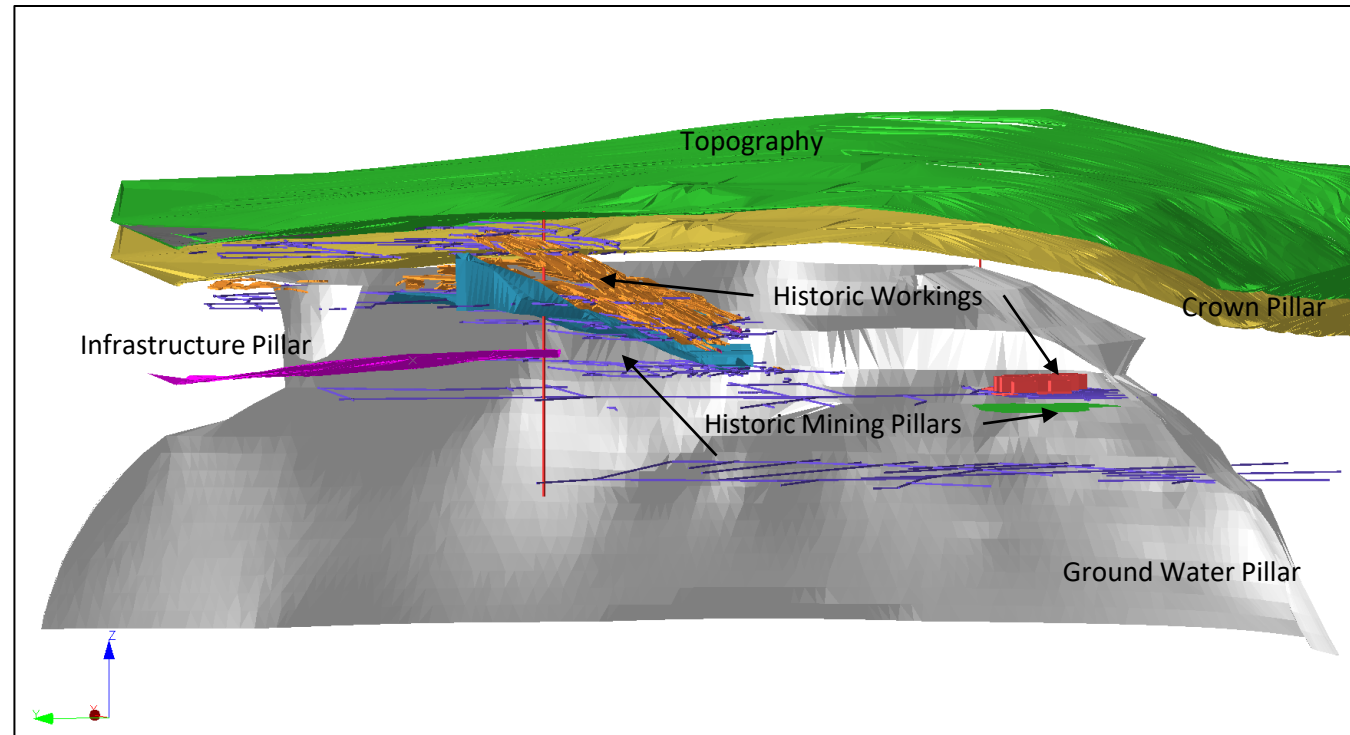 Topography
Historic Workings
Crown Pillar
Infrastructure Pillar
Historic Mining Pillars
Ground Water Pillar
Z
Y